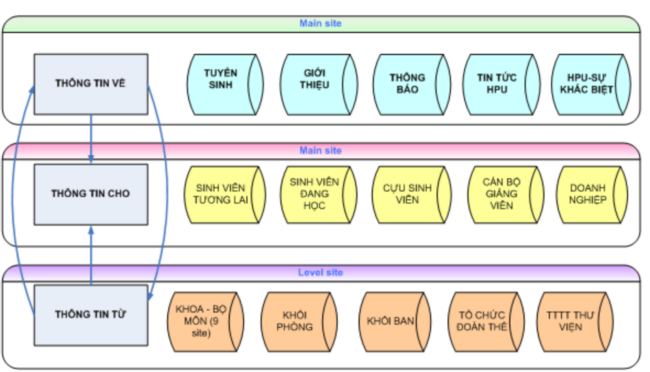 Main site
THÔNG TIN VỀ
TUYỂN
SINH
GIỚI
THIỆU
THÔNG
BÁO
TIN TỨC
HPU
HPU-SỰ
KHÁC BIỆT
Main site
THÔNG TIN CHO
SINH VIÊN
TƯƠNG LAI
SINH VIÊN
ĐANG
HỌC
CỰU SINH
VIÊN
CÁN BỘ
GIẢNG
VIÊN
DOANH
NGHIỆP
Level site
THÔNG TIN TỪ
KHOA - BỘ
MÔN (9
site)
KHỐI
PHÒNG
KHỐI BAN
TỔ CHỨC
ĐOÀN THỂ
TTTT THƯ
VIỆN